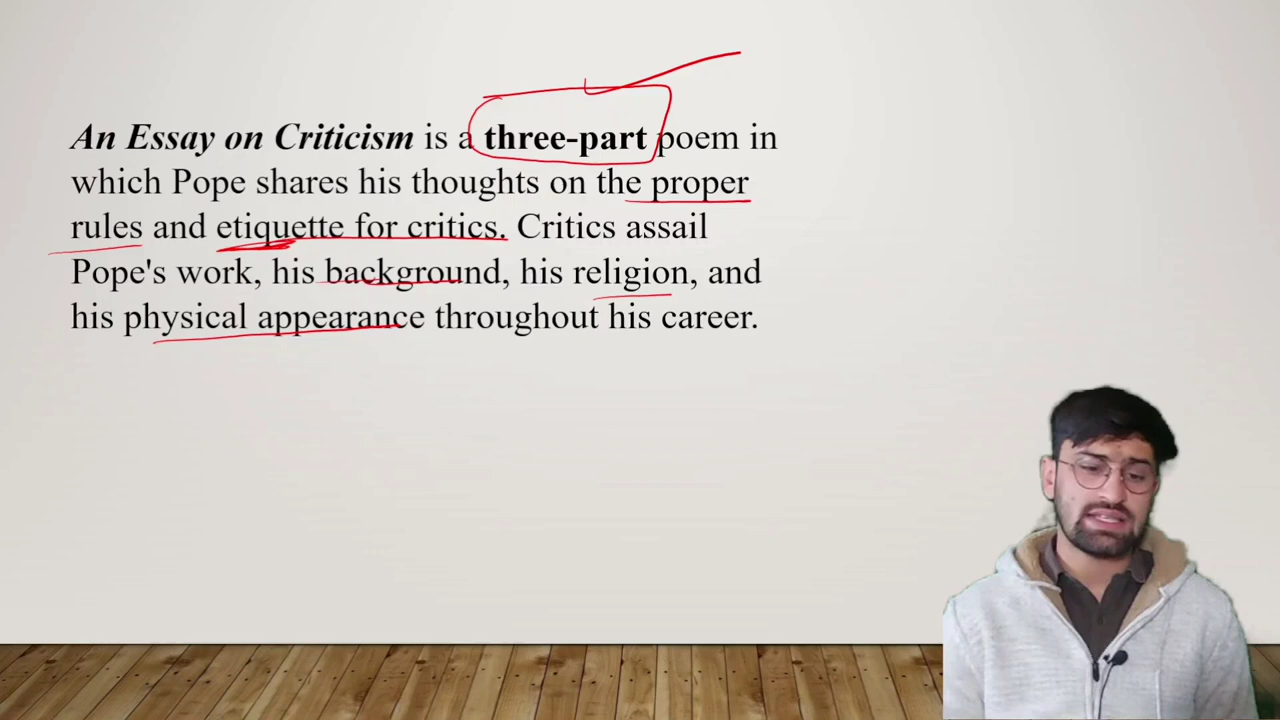 An Essay on Criticism is a three-part poem in
which Pope shares his thoughts on the proper
rules and etiquette for critics. Critics assail
Pope's work, his background, his religion, and
his physical appearance throughout his career.